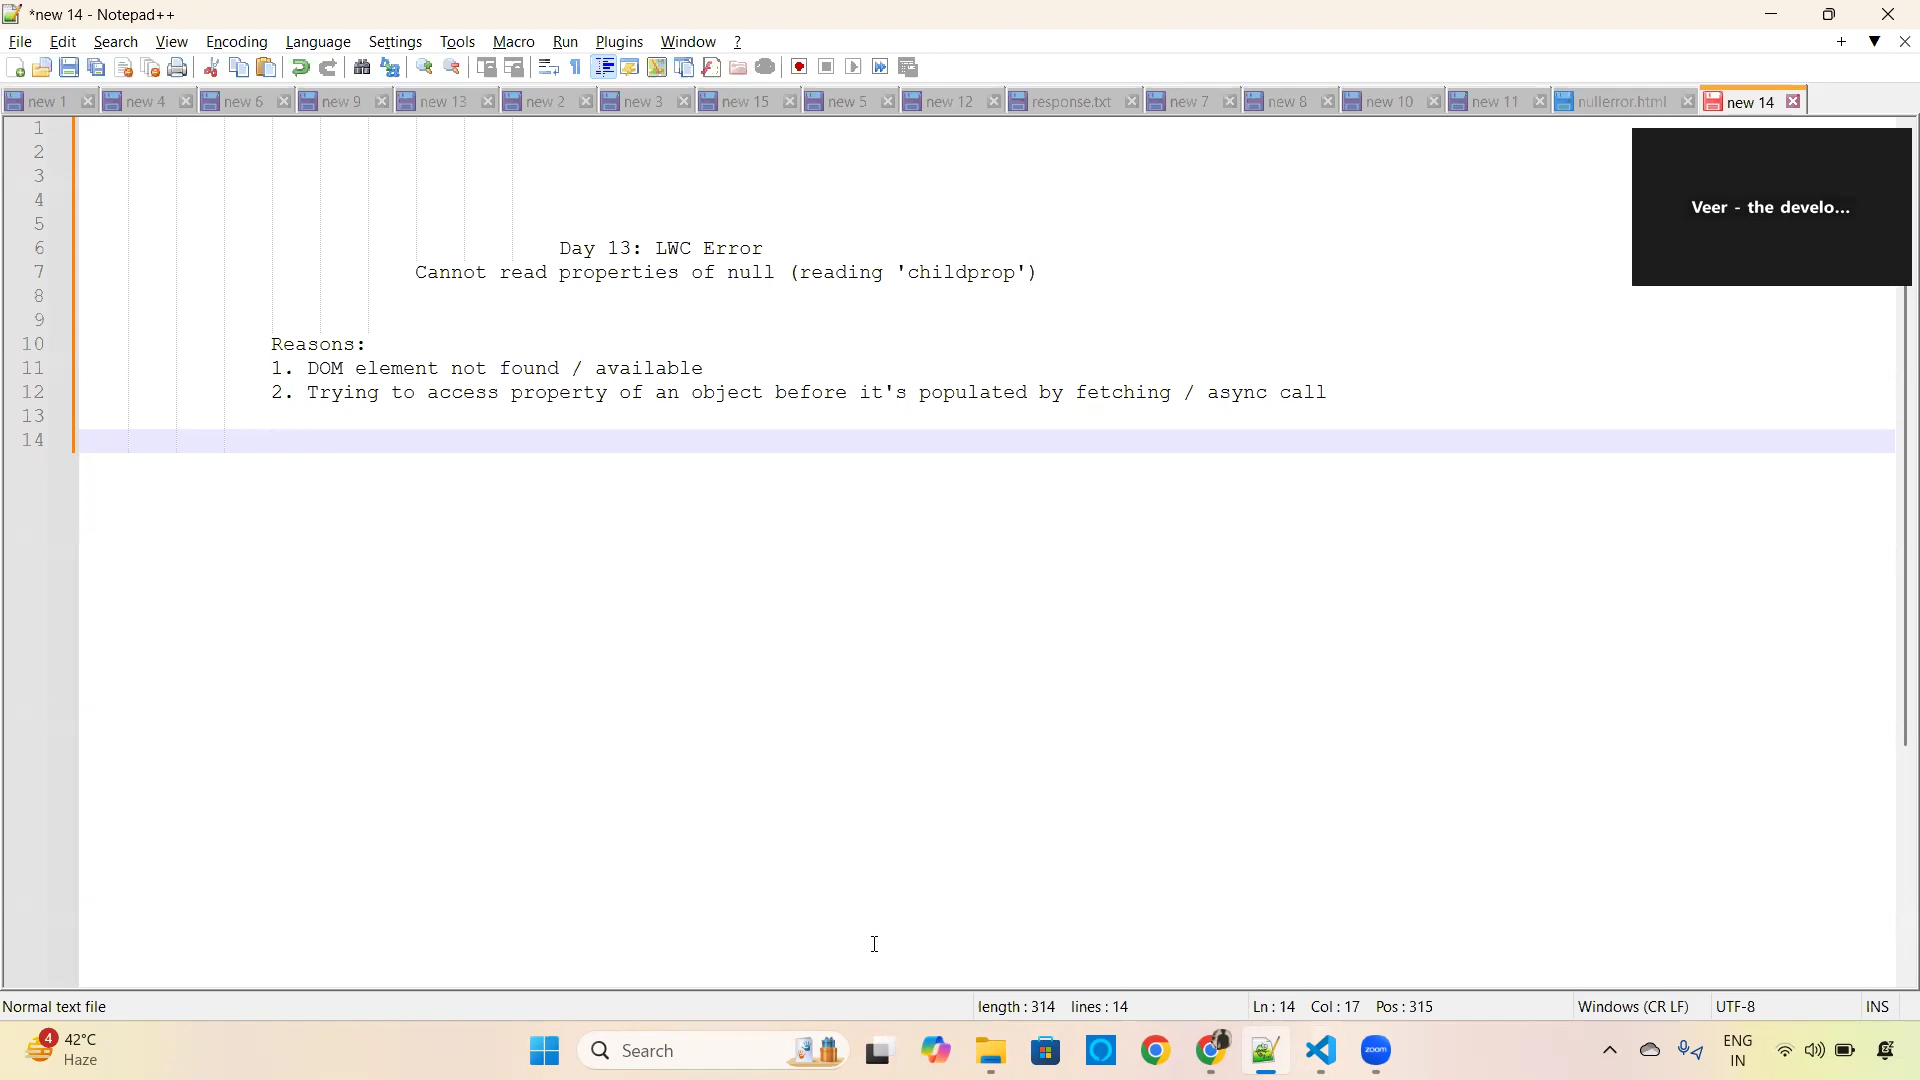 *new 14 - Notepad++
File Edit Search View Encoding Language Settings Tools Macro Run Plugins Window ?
new 1 new 4 new 6 new 9 new 13 new 2 new 3 new 15 new 5 new 12 response.txt new 7 new 8 new 10 new 11 nullerror.html new 14
1
2
3
4
5
6 Day 13: LWC Error
7 Cannot read properties of null (reading 'childprop')
8
9
10 Reasons:
11 1. DOM element not found / available
12 2. Trying to access property of an object before it's populated by fetching / async call
13
14
Veer - the develo...
Normal text file length : 314 lines : 14 Ln : 14 Col : 17 Pos : 315 Windows (CR LF) UTF-8 INS
4 42°C
Haze
Search
zoom
ENG
IN